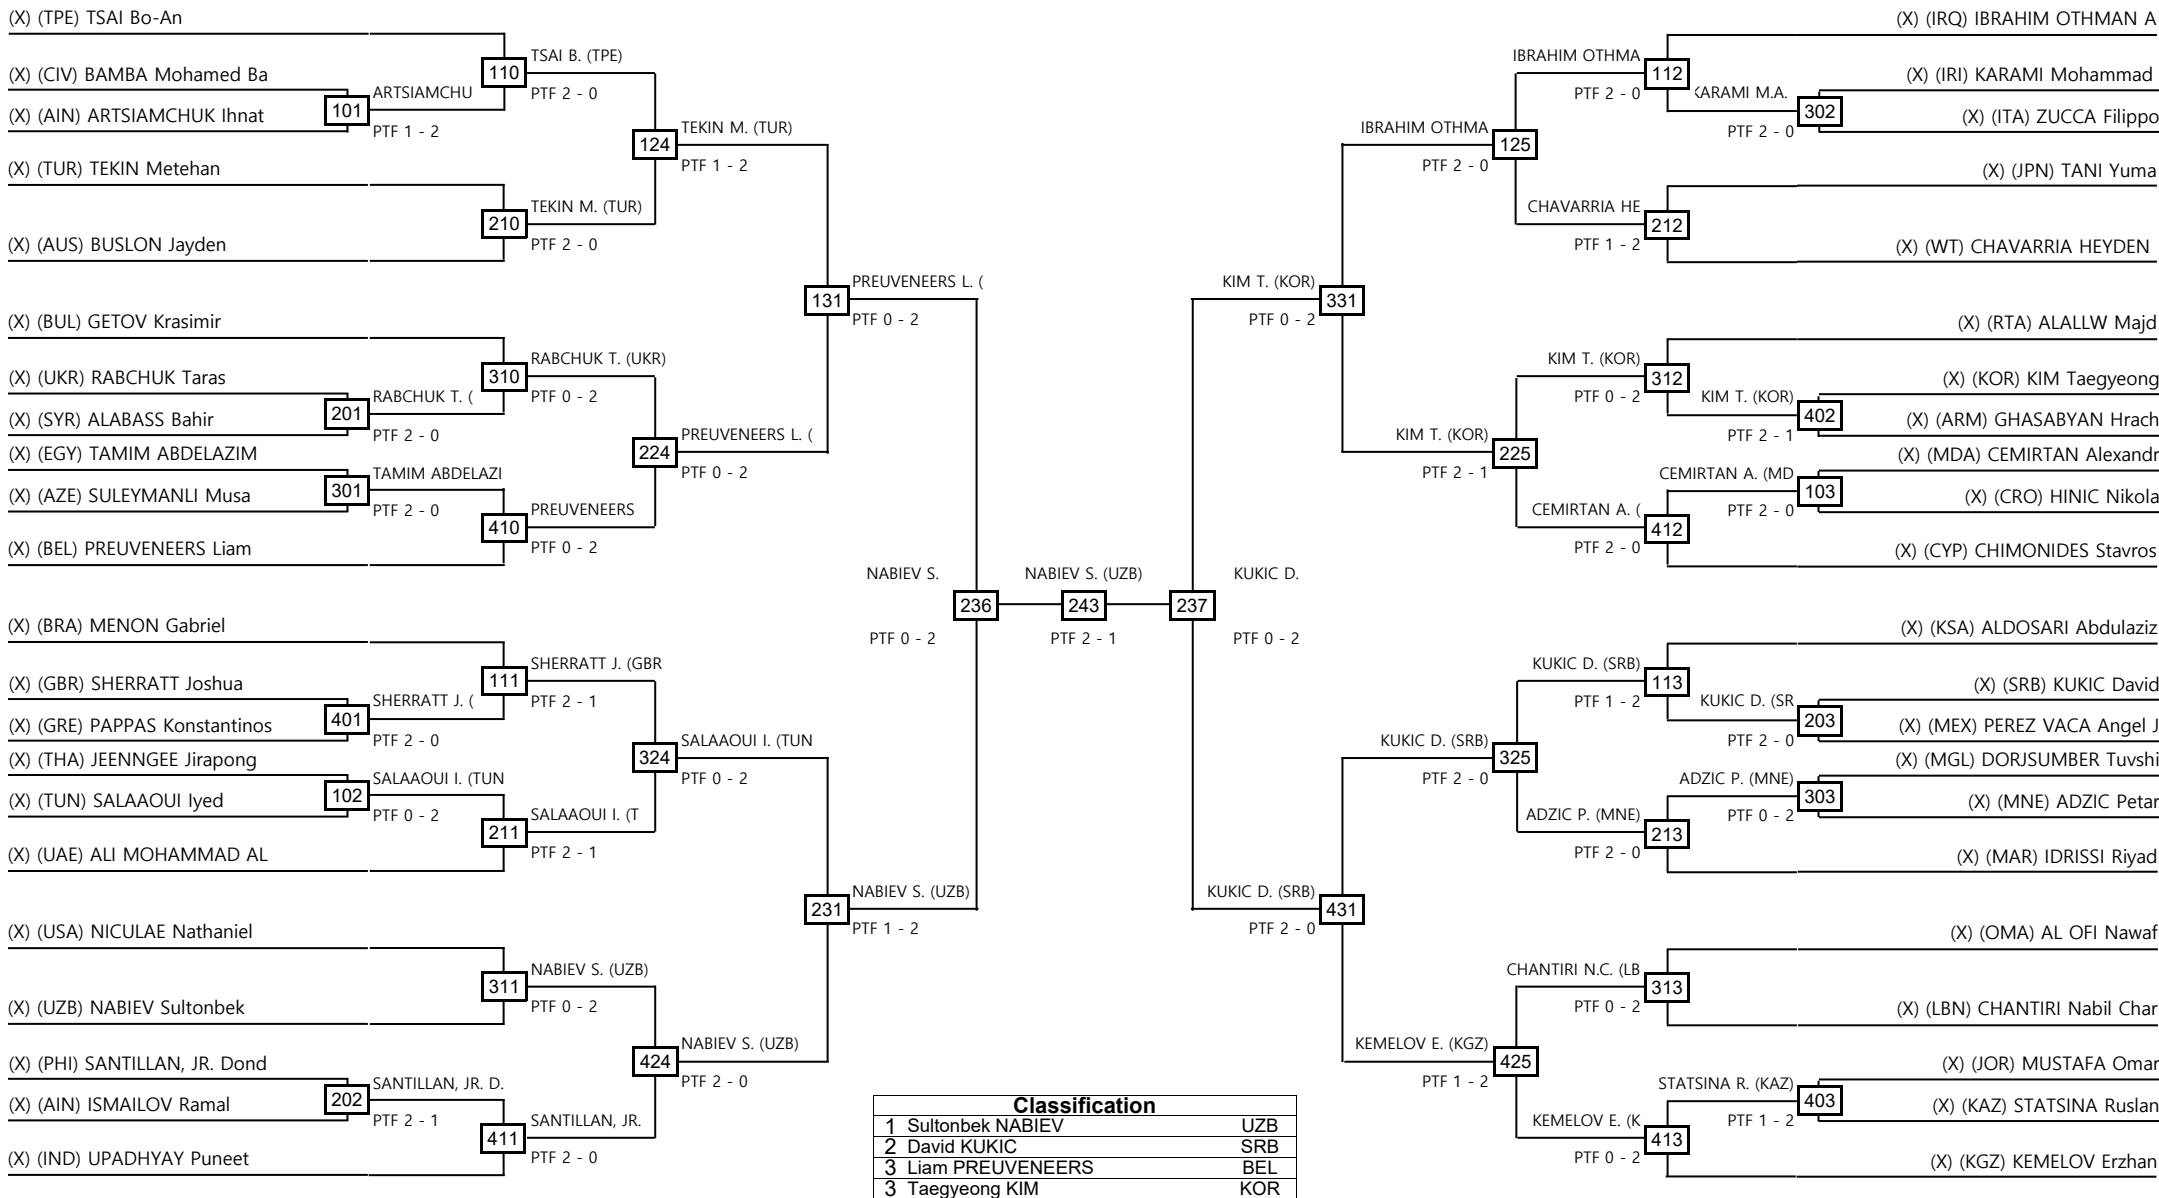 (X) (TPE) TSAI Bo-An
(X) (CIV) BAMBA Mohamed Ba
(X) (AIN) ARTSIAMCHUK Ihnat
(X) (TUR) TEKIN Metehan
(X) (AUS) BUSLON Jayden
(X) (BUL) GETOV Krasimir
(X) (UKR) RABCHUK Taras
(X) (SYR) ALABASS Bahir
(X) (EGY) TAMIM ABDELAZIM
(X) (AZE) SULEYMANLI Musa
(X) (BEL) PREUVENEERS Liam
(X) (BRA) MENON Gabriel
(X) (GBR) SHERRATT Joshua
(X) (GRE) PAPPAS Konstantinos
(X) (THA) JEENNGEE Jirapong
(X) (TUN) SALAAOUI Iyed
(X) (UAE) ALI MOHAMMAD AL
(X) (USA) NICULAE Nathaniel
(X) (UZB) NABIEV Sultonbek
(X) (PHI) SANTILLAN, JR. Dond
(X) (AIN) ISMAILOV Ramal
(X) (IND) UPADHYAY Puneet
101
ARTSIAMCHU
PTF 1 - 2
201
RABCHUK T. (
PTF 2 - 0
301
TAMIM ABDELAZI
PTF 2 - 0
401
SHERRATT J. (
PTF 2 - 0
102
SALAAOUI I. (TUN
PTF 0 - 2
202
SANTILLAN, JR. D.
PTF 2 - 1
110
TSAI B. (TPE)
PTF 2 - 0
210
TEKIN M. (TUR)
PTF 2 - 0
310
RABCHUK T. (UKR)
PTF 0 - 2
410
PREUVENEERS
PTF 0 - 2
111
SHERRATT J. (GBR
PTF 2 - 1
211
SALAAOUI I. (T
PTF 2 - 1
311
NABIEV S. (UZB)
PTF 0 - 2
411
SANTILLAN, JR.
PTF 2 - 0
124
TEKIN M. (TUR)
PTF 1 - 2
224
PREUVENEERS L. (
PTF 0 - 2
324
SALAAOUI I. (TUN
PTF 0 - 2
424
NABIEV S. (UZB)
PTF 2 - 0
131
PREUVENEERS L. (
PTF 0 - 2
231
NABIEV S. (UZB)
PTF 1 - 2
NABIEV S.
236
PTF 0 - 2
NABIEV S. (UZB)
243
PTF 2 - 1
KUKIC D.
237
PTF 0 - 2
KIM T. (KOR)
331
PTF 0 - 2
KUKIC D. (SRB)
431
PTF 2 - 0
IBRAHIM OTHMA
125
PTF 2 - 0
KIM T. (KOR)
225
PTF 2 - 1
KUKIC D. (SRB)
325
PTF 2 - 0
KEMELOV E. (KGZ)
425
PTF 1 - 2
IBRAHIM OTHMA
112
PTF 2 - 0
CHAVARRIA HE
212
PTF 1 - 2
KIM T. (KOR)
312
PTF 0 - 2
CEMIRTAN A. (
412
PTF 2 - 0
KUKIC D. (SRB)
113
PTF 1 - 2
ADZIC P. (MNE)
213
PTF 2 - 0
CHANTIRI N.C. (LB
313
PTF 0 - 2
KEMELOV E. (K
413
PTF 0 - 2
KARAMI M.A.
302
PTF 2 - 0
KIM T. (KOR)
402
PTF 2 - 1
CEMIRTAN A. (MD
103
PTF 2 - 0
KUKIC D. (SR
203
PTF 2 - 0
ADZIC P. (MNE)
303
PTF 0 - 2
STATSINA R. (KAZ)
403
PTF 1 - 2
(X) (IRQ) IBRAHIM OTHMAN A
(X) (IRI) KARAMI Mohammad
(X) (ITA) ZUCCA Filippo
(X) (JPN) TANI Yuma
(X) (WT) CHAVARRIA HEYDEN
(X) (RTA) ALALLW Majd
(X) (KOR) KIM Taegyeong
(X) (ARM) GHASABYAN Hrach
(X) (MDA) CEMIRTAN Alexandr
(X) (CRO) HINIC Nikola
(X) (CYP) CHIMONIDES Stavros
(X) (KSA) ALDOSARI Abdulaziz
(X) (SRB) KUKIC David
(X) (MEX) PEREZ VACA Angel J
(X) (MGL) DORJSUMBER Tuvshi
(X) (MNE) ADZIC Petar
(X) (MAR) IDRISSI Riyad
(X) (OMA) AL OFI Nawaf
(X) (LBN) CHANTIRI Nabil Char
(X) (JOR) MUSTAFA Omar
(X) (KAZ) STATSINA Ruslan
(X) (KGZ) KEMELOV Erzhan
Classification
1 Sultonbek NABIEV UZB
2 David KUKIC SRB
3 Liam PREUVENEERS BEL
3 Taegyeong KIM KOR